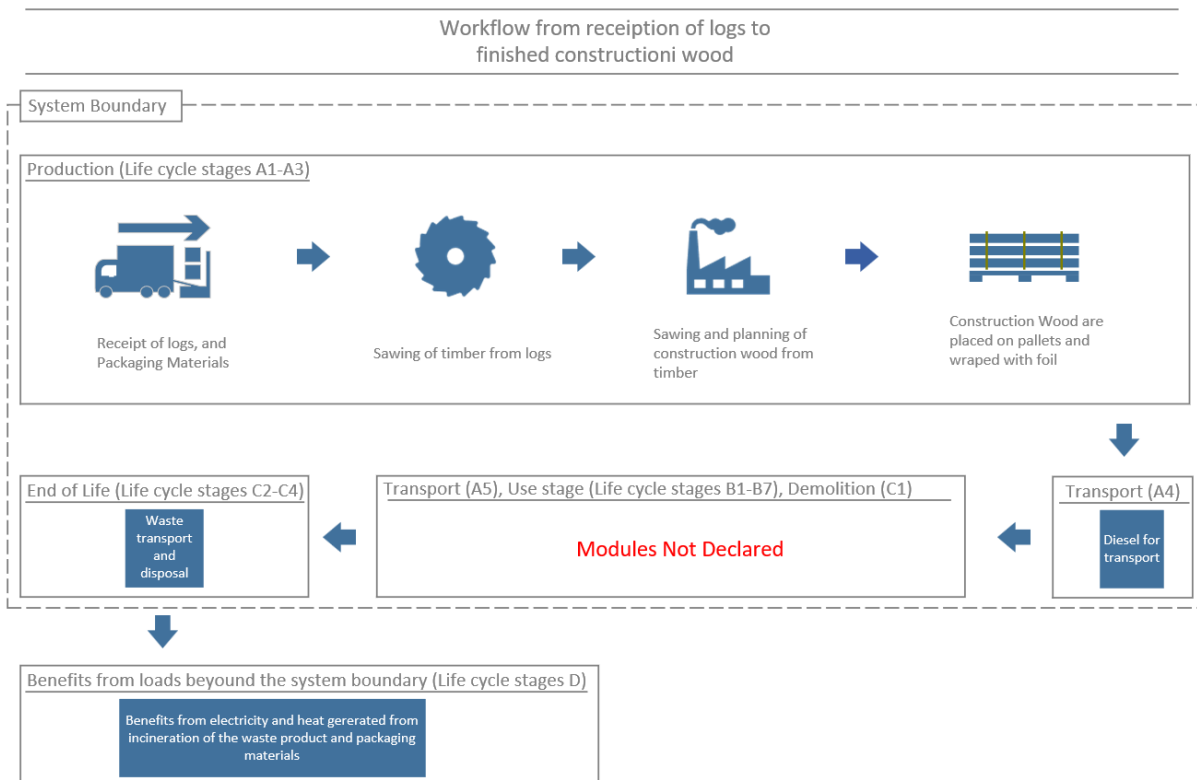 Workflow from receiption of logs to
finished constructioni wood
System Boundary
Production (Life cycle stages A1-A3)
Receipt of logs, and
Packaging Materials
Sawing of timber from logs
Sawing and planning of
construction wood from
timber
Construction Wood are
placed on pallets and
wraped with foil
End of Life (Life cycle stages C2-C4)
Waste
transport
and
disposal
Transport (A5), Use stage (Life cycle stages B1-B7), Demolition (C1)
Modules Not Declared
Transport (A4)
Diesel for
transport
Benefits from loads beyound the system boundary (Life cycle stages D)
Benefits from electricity and heat gererated from
incineration of the waste product and packaging
materials